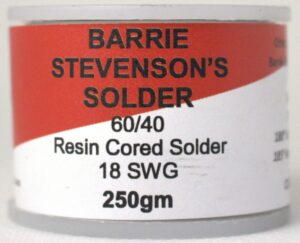 BARRIE
STEVENSON'S
SOLDER
60/40
Resin Cored Solder
18 SWG
250gm